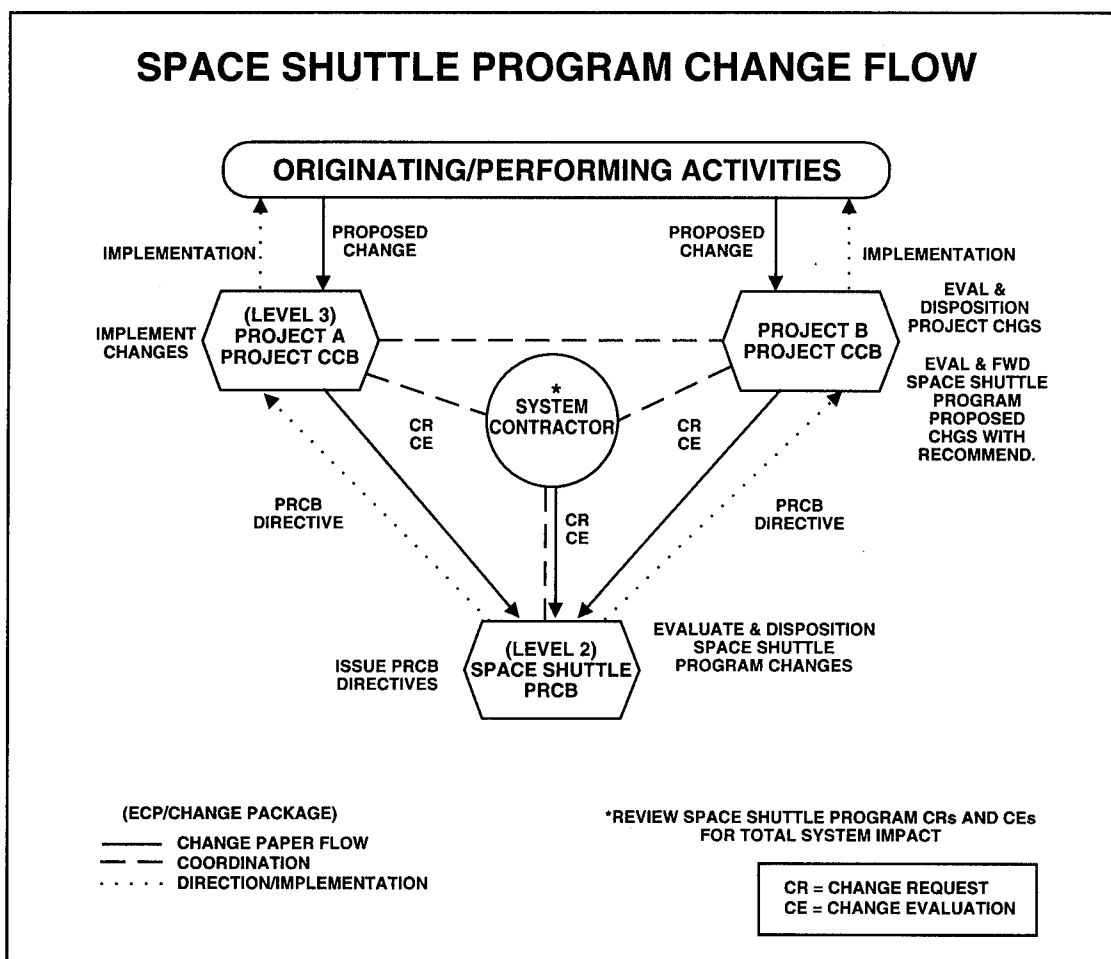 SPACE SHUTTLE PROGRAM CHANGE FLOW
ORIGINATING/PERFORMING ACTIVITIES
IMPLEMENTATION
PROPOSED
CHANGE
PROPOSED
CHANGE
IMPLEMENTATION
IMPLEMENT
CHANGES
(LEVEL 3)
PROJECT A
PROJECT CCB
PROJECT B
PROJECT CCB
EVAL &
DISPOSITION
PROJECT CHGS
EVAL & FWD
SPACE SHUTTLE
PROGRAM
PROPOSED
CHGS WITH
RECOMMEND.
*
SYSTEM
CONTRACTOR
CR
CE
CR
CE
PRCB
DIRECTIVE
CR
CE
PRCB
DIRECTIVE
ISSUE PRCB
DIRECTIVES
(LEVEL 2)
SPACE SHUTTLE
PRCB
EVALUATE & DISPOSITION
SPACE SHUTTLE
PROGRAM CHANGES
(ECP/CHANGE PACKAGE)
CHANGE PAPER FLOW
COORDINATION
DIRECTION/IMPLEMENTATION
*REVIEW SPACE SHUTTLE PROGRAM CRs AND CEs
FOR TOTAL SYSTEM IMPACT
CR = CHANGE REQUEST
CE = CHANGE EVALUATION